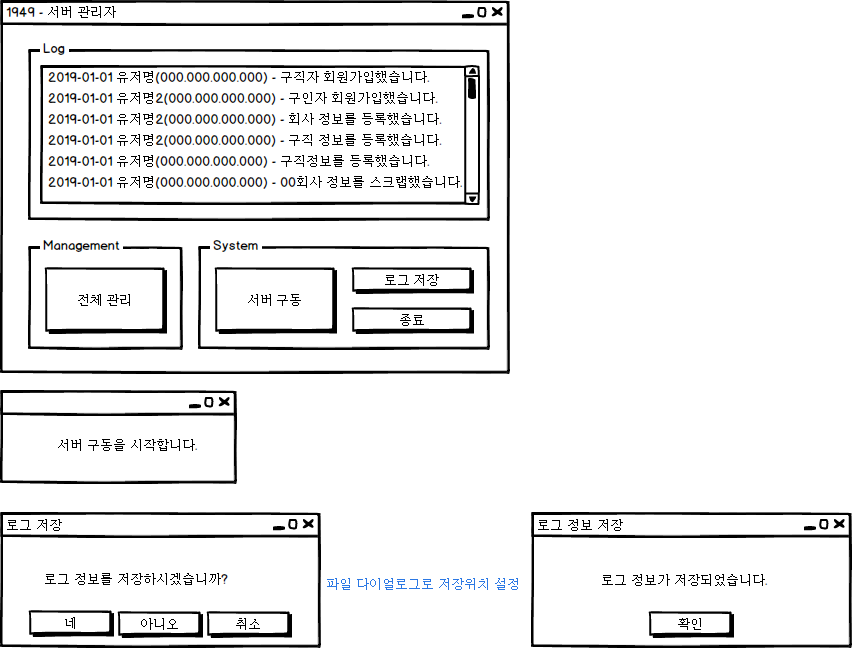 1949 - 서버 관리자
Log
2019-01-01 유저명(000.000.000.000) - 구직자 회원가입했습니다.
2019-01-01 유저명2(000.000.000.000) - 구인자 회원가입했습니다.
2019-01-01 유저명2(000.000.000.000) - 회사 정보를 등록했습니다.
2019-01-01 유저명2(000.000.000.000) - 구직 정보를 등록했습니다.
2019-01-01 유저명(000.000.000.000) - 구직정보를 등록했습니다.
2019-01-01 유저명(000.000.000.000) - 00회사 정보를 스크랩했습니다.
Management
전체 관리
System
서버 구동
로그 저장
종료
서버 구동을 시작합니다.
로그 저장
로그 정보를 저장하시겠습니까?
네
아니오
취소
파일 다이얼로그로 저장위치 설정
로그 정보 저장
로그 정보가 저장되었습니다.
확인